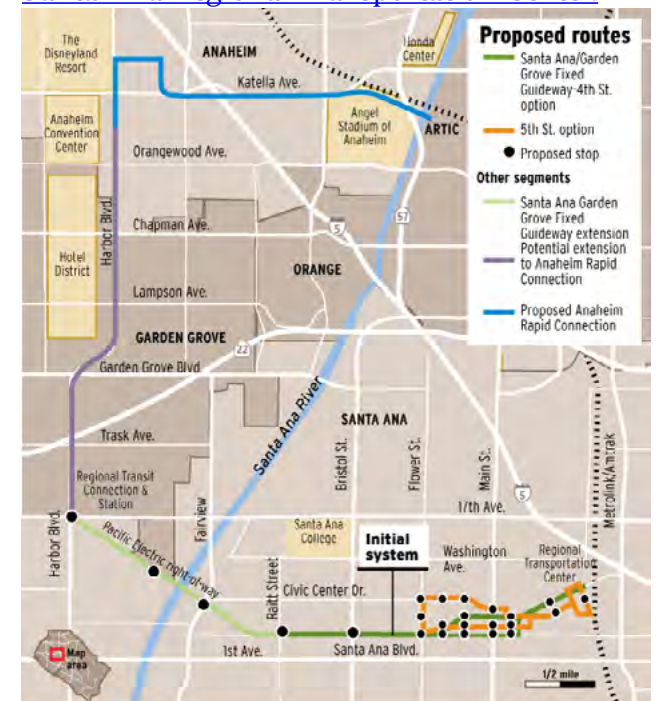 Proposed routes
Santa Ana/Garden
Grove Fixed
Guideway-4th St.
option
5th St. option
Proposed stop
Other segments
Santa Ana Garden
Grove Fixed
Guideway extension
Potential extension
to Anaheim Rapid
Connection
Proposed Anaheim
Rapid Connection
The
Disneyland
Resort
ANAHEIM
Honda
Center
Katella Ave.
Anaheim
Convention
Center
Angel
Stadium of
Anaheim
ARTIC
Orangewood Ave.
57
Harbor Blvd.
Chapman Ave.
5
Hotel
District
ORANGE
Lampson Ave.
GARDEN GROVE
22
Garden Grove Blvd
Santa Ana River
SANTA ANA
Trask Ave.
Bristol St.
Flower St.
Main St.
Metrolink/Amtrak
Regional Transit
Connection &
Station
Fairview
17th Ave.
5
Harbor Blvd.
Pacific Electric right-of-way
Santa Ana
College
Initial
system
Washington
Ave.
Regional
Transportation
Center
Raitt Street
Civic Center Dr.
1st Ave.
Santa Ana Blvd.
Map
area
1/2 mile